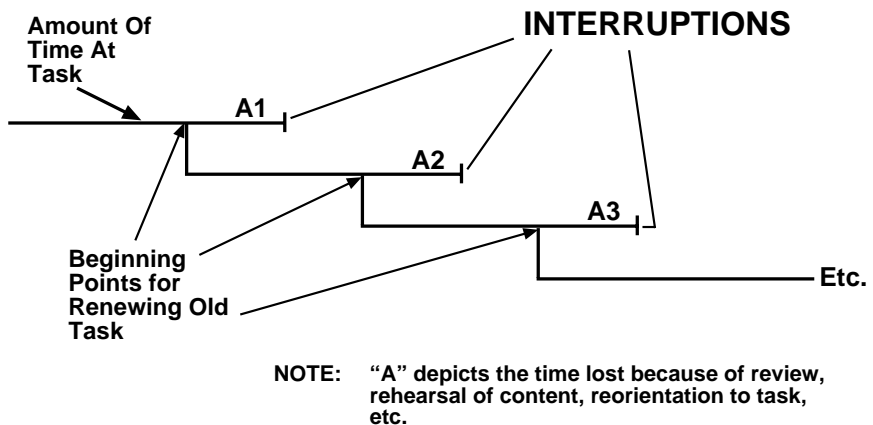 Amount Of
Time At
Task
INTERRUPTIONS
A1
A2
A3
Beginning
Points for
Renewing Old
Task
Etc.
NOTE: “A” depicts the time lost because of review,
rehearsal of content, reorientation to task,
etc.